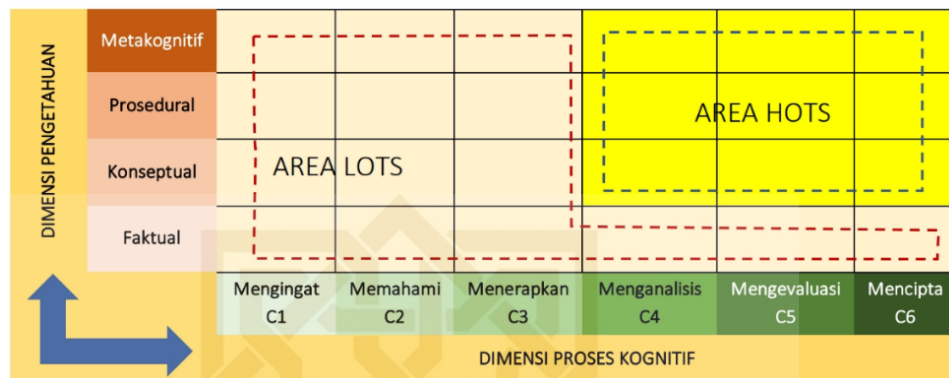 DIMENSI PENGETAHUAN
Metakognitif
Prosedural
Konseptual
Faktual
AREA LOTS
AREA HOTS
Mengingat
C1
Memahami
C2
Menerapkan
C3
Menganalisis
C4
Mengevaluasi
C5
Mencipta
C6
DIMENSI PROSES KOGNITIF